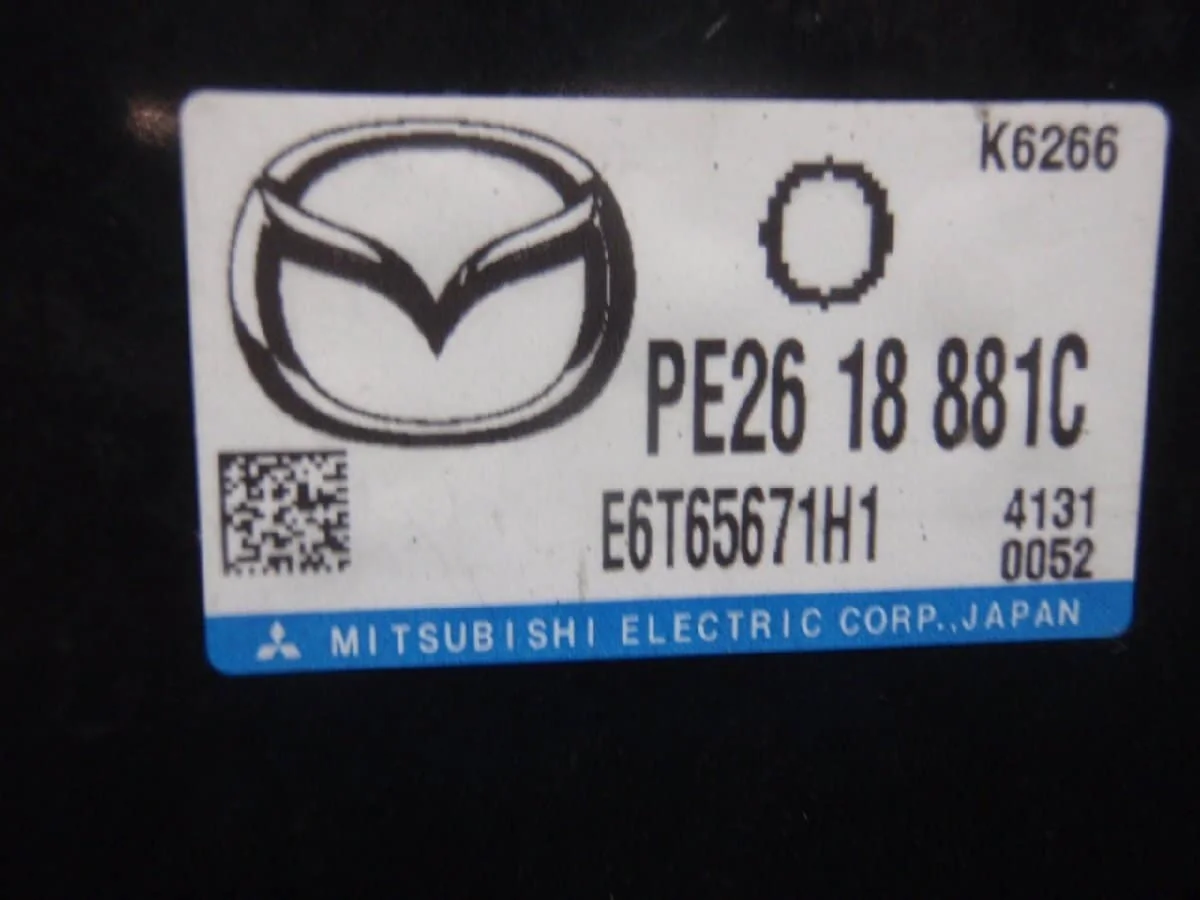 K6266
PE26 18 881C
E6T65671H1
4131
0052
MITSUBISHI ELECTRIC CORP.,JAPAN